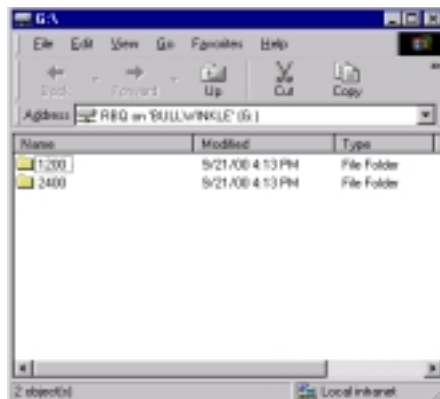 G:\
File Edit View Go Favorites Help
Back Forward Up Cut Copy
Address RBQ on 'BULLWINKLE' (G:)
Name Modified Type
1200 9/21/00 4:13 PM File Folder
2400 9/21/00 4:13 PM File Folder
2 object(s) Local intranet